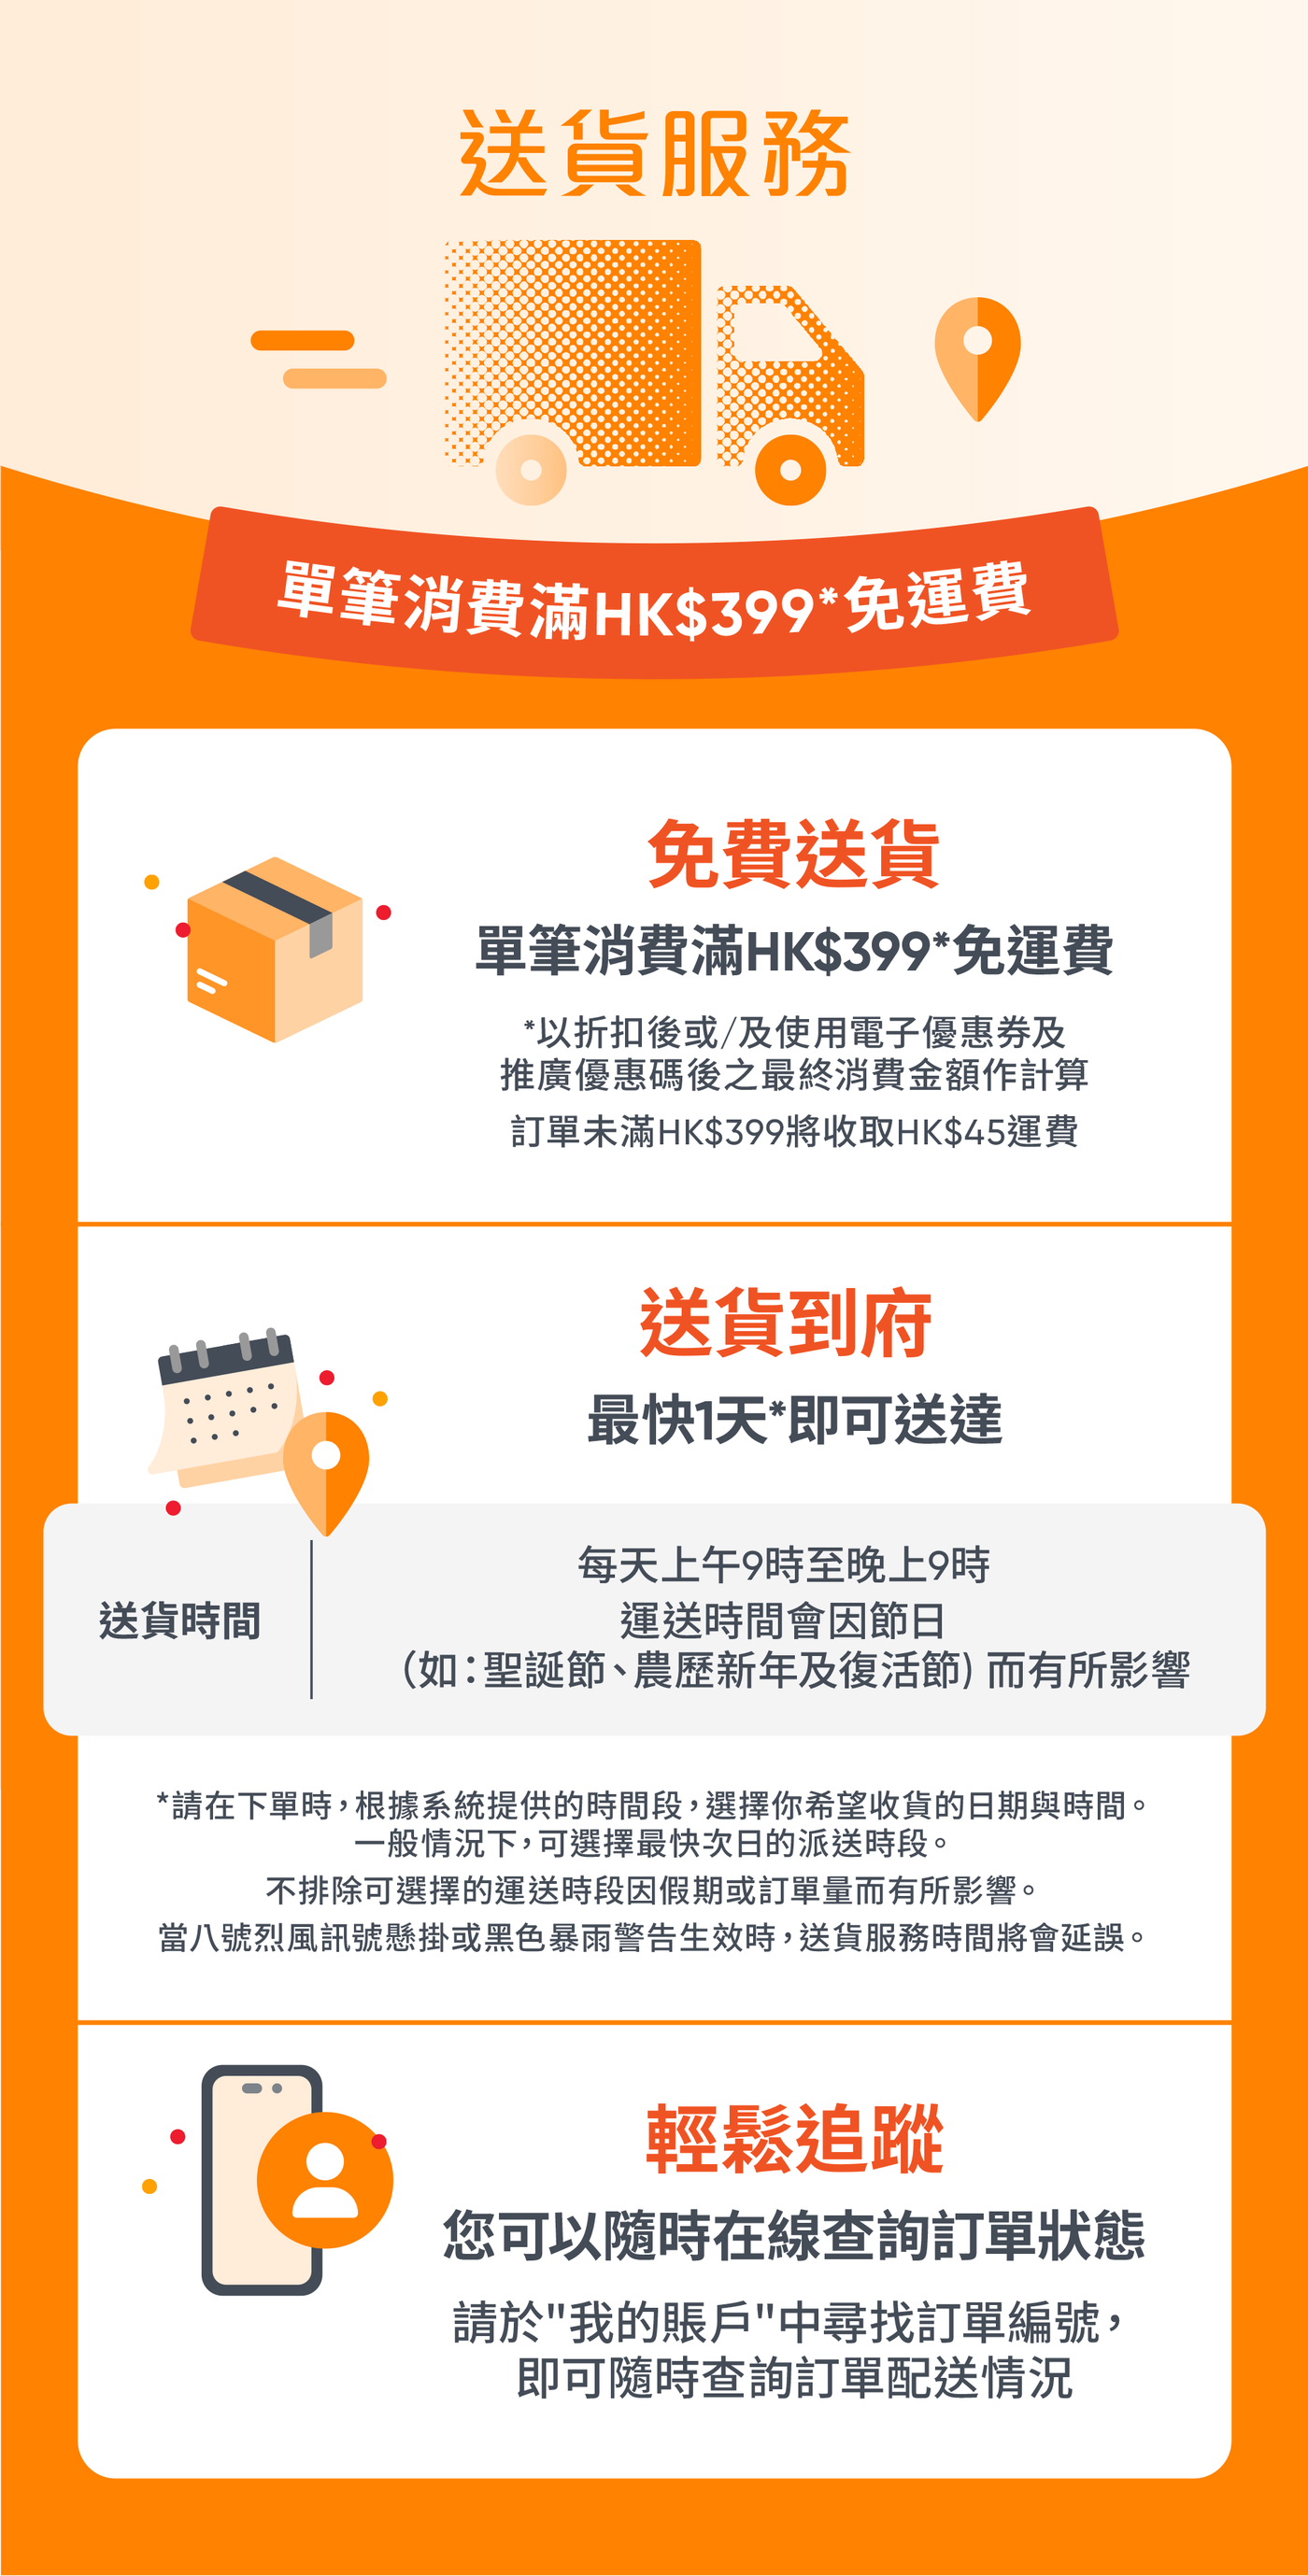 送貨服務
單筆消費滿HK$399*免運費
免費送貨
單筆消費滿HK$399*免運費
*以折扣後或/及使用電子優惠券及
推廣優惠碼後之最終消費金額作計算
訂單未滿HK$399將收取HK$45運費
送貨到府
最快1天*即可送達
送貨時間
每天上午9時至晚上9時
運送時間會因節日
（如：聖誕節、農歷新年及復活節）而有所影響
*請在下單時，根據系統提供的時間段，選擇你希望收貨的日期與時間。
一般情況下，可選擇最快次日的派送時段。
不排除可選擇的運送時段因假期或訂單量而有所影響。
當八號烈風訊號懸掛或黑色暴雨警告生效時，送貨服務時間將會延誤。
輕鬆追蹤
您可以隨時在線查詢訂單狀態
請於"我的賬戶"中尋找訂單編號，
即可隨時查詢訂單配送情況